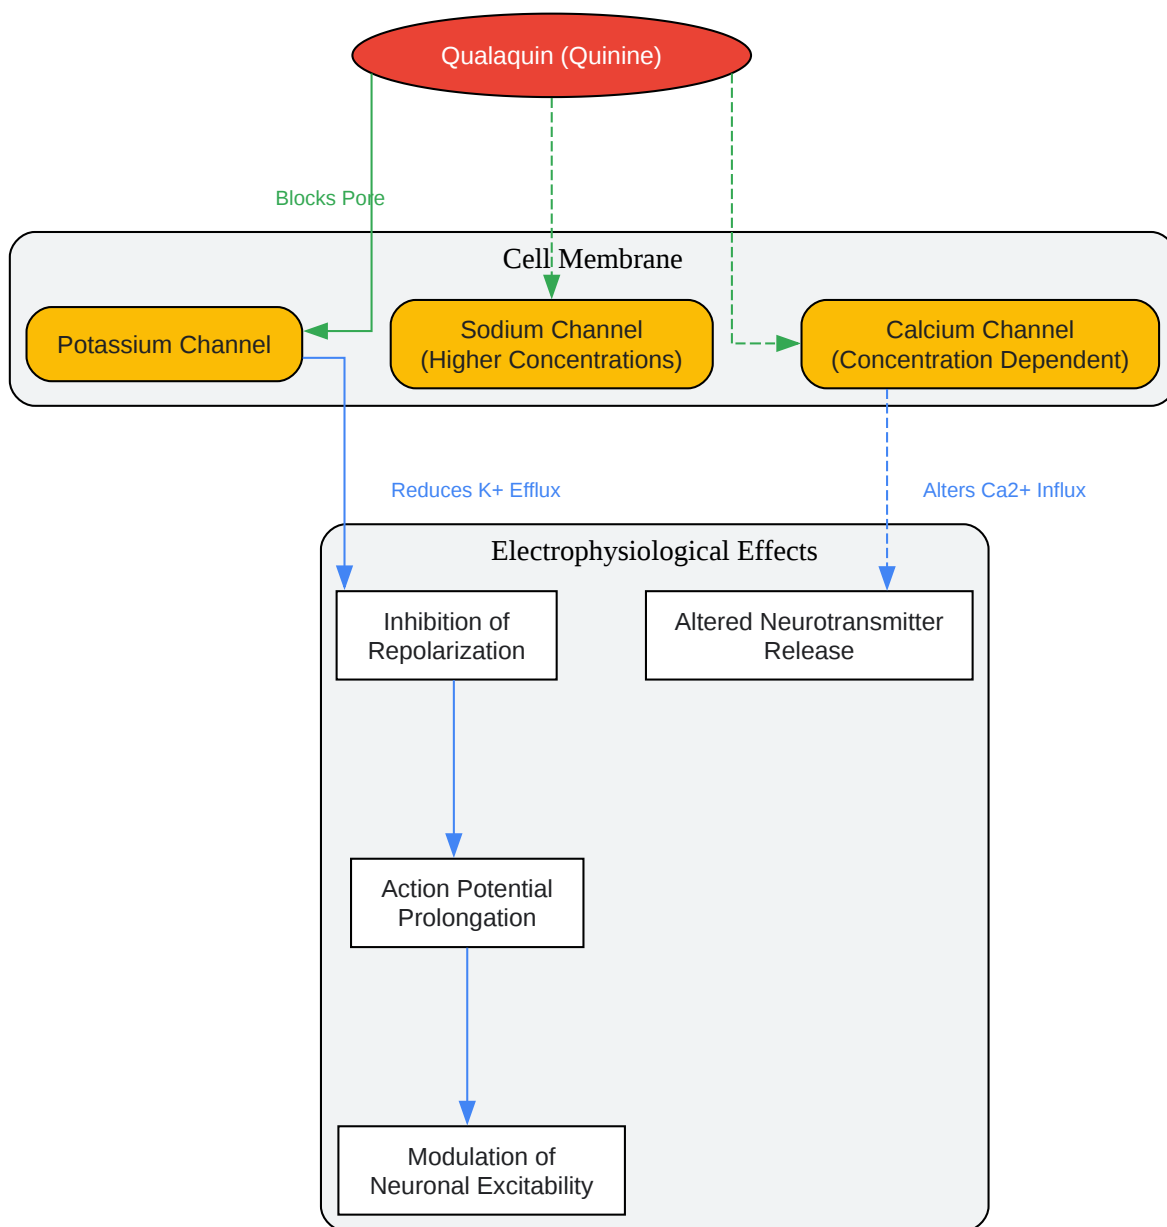 Qualaquin (Quinine)
Blocks Pore
Cell Membrane
Potassium Channel
Sodium Channel
(Higher Concentrations)
Calcium Channel
(Concentration Dependent)
Reduces K+ Efflux
Alters Ca2+ Influx
Electrophysiological Effects
Inhibition of
Repolarization
Altered Neurotransmitter
Release
Action Potential
Prolongation
Modulation of
Neuronal Excitability